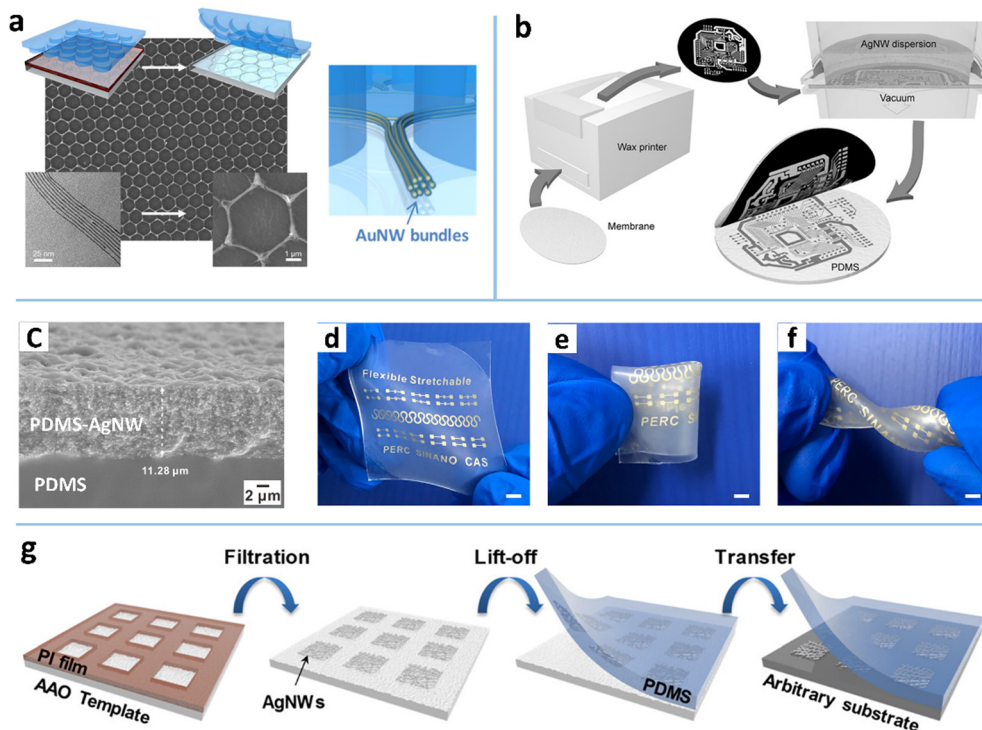 a
25 nm
1 µm
AuNW bundles
b
Wax printer
Membrane
AgNW dispersion
Vacuum
PDMS
C
PDMS-AgNW
11.28 µm
PDMS
2 µm
d
Flexible Stretchable
PERC SINANO CAS
e
PERC S
f
PERC SINANO
g
Filtration
Lift-off
Transfer
PI film
AAO Template
AgNWs
PDMS
Arbitrary substrate